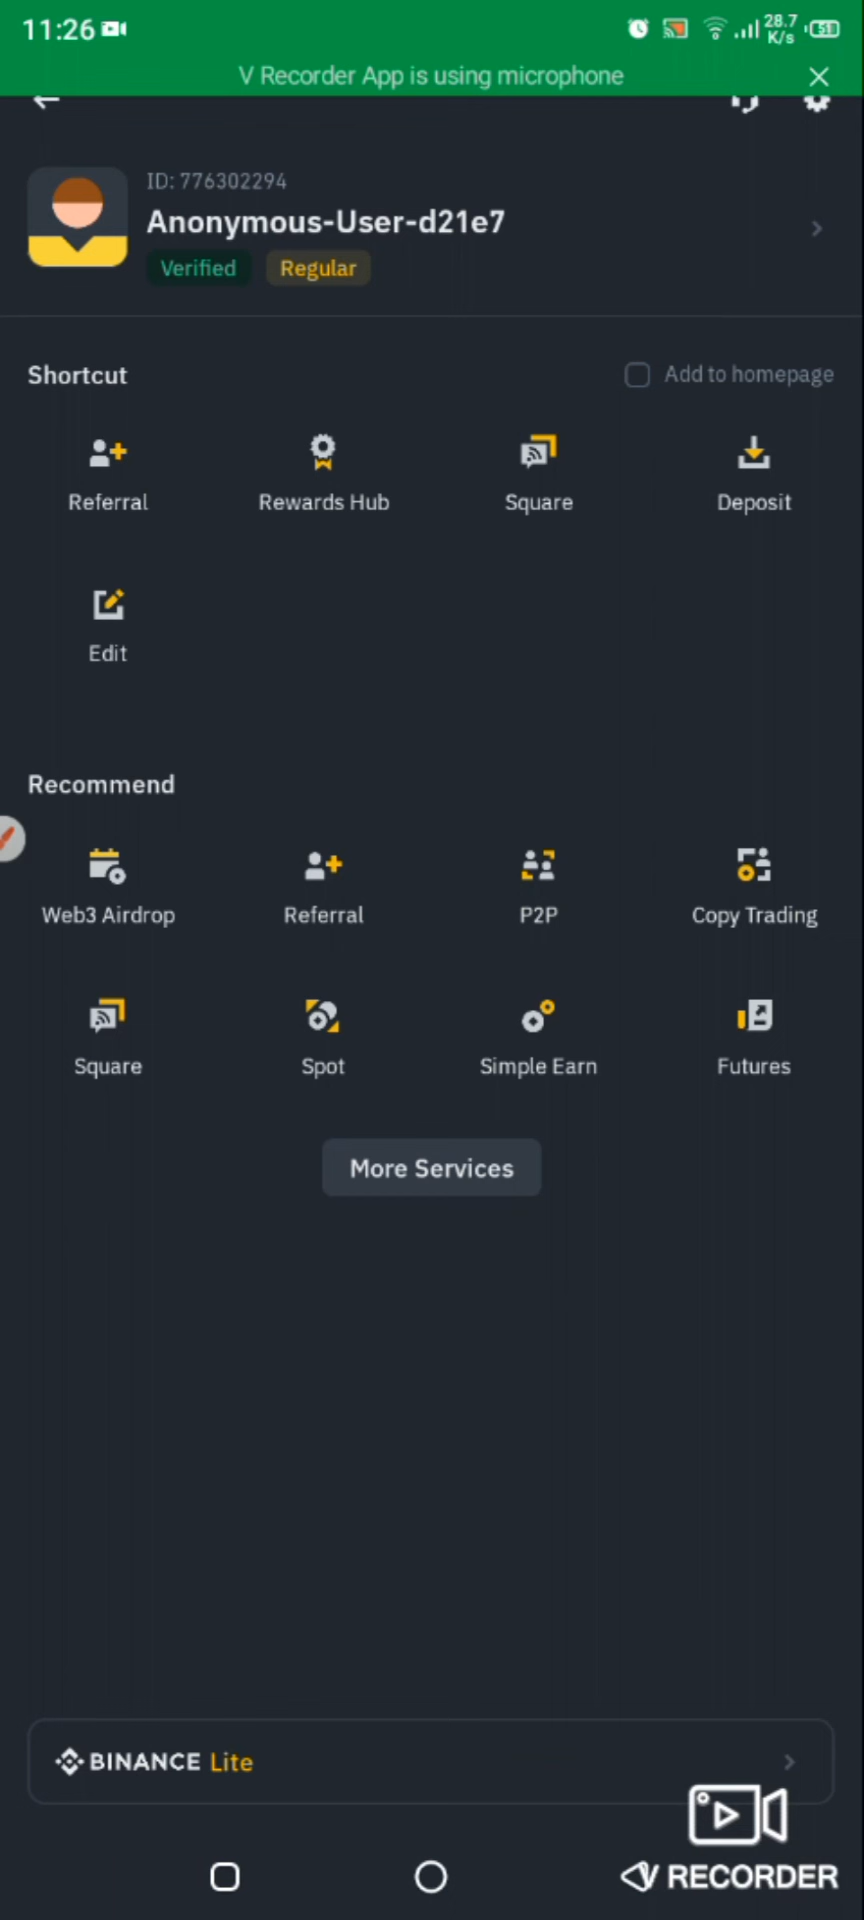 11:26
28.7
K/s
51
V Recorder App is using microphone
ID: 776302294
Anonymous-User-d21e7
Verified Regular
Shortcut
Add to homepage
Referral Rewards Hub Square Deposit
Edit
Recommend
Web3 Airdrop Referral P2P Copy Trading
Square Spot Simple Earn Futures
More Services
BINANCE Lite
V RECORDER